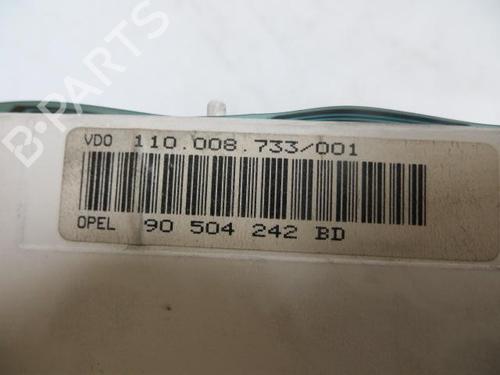 B-PARTS
VDO 110.008.733/001
OPEL 90 504 242 BD